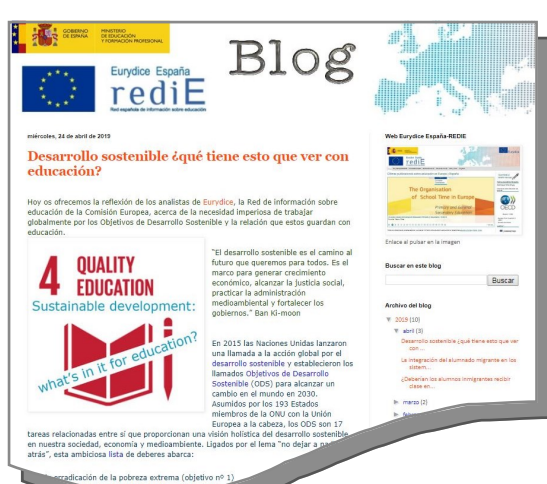 GOBIERNO
DE ESPAÑA
MINISTERIO
DE EDUCACIÓN
Y FORMACIÓN PROFESIONAL
Blog
Eurydice España
rediE
Red española de información sobre educación
miércoles, 24 de abril de 2019
Desarrollo sostenible ¿qué tiene esto que ver con
educación?
Hoy os ofrecemos la reflexión de los analistas de Eurydice, la Red de información sobre
educación de la Comisión Europea, acerca de la necesidad imperiosa de trabajar
globalmente por los Objetivos de Desarrollo Sostenible y la relación que estos guardan con
educación.
4 QUALITY
EDUCATION
Sustainable development:
what's in it for education?
"El desarrollo sostenible es el camino al
futuro que queremos para todos. Es el
marco para generar crecimiento
económico, alcanzar la justicia social,
practicar la administración
medioambiental y fortalecer los
gobiernos." Ban Ki-moon
En 2015 las Naciones Unidas lanzaron
una llamada a la acción global por el
desarrollo sostenible y establecieron los
llamados Objetivos de Desarrollo
Sostenible (ODS) para alcanzar un
cambio en el mundo en 2030.
Asumidos por los 193 Estados
miembros de la ONU con la Unión
Europea a la cabeza, los ODS son 17
tareas relacionadas entre sí que proporcionan una visión holística del desarrollo sostenible
en nuestra sociedad, economía y medioambiente. Ligados por el lema "no dejar a
atrás", esta ambiciosa lista de deberes abarca:
erradicación de la pobreza extrema (objetivo nº 1)
Web Eurydice España-REDIE
rediE
The Organisation
of School Time in Europe
Enlace al pulsar en la imagen
Buscar en este blog
Buscar
Archivo del blog
▼ 2019 (10)
▼ abril (3)
Desarrollo sostenible ¿qué tiene esto que ver
con ...
La integración del alumnado migrante en los
sistem...
¿Deberían los alumnos inmigrantes recibir
clase en...
► marzo (2)